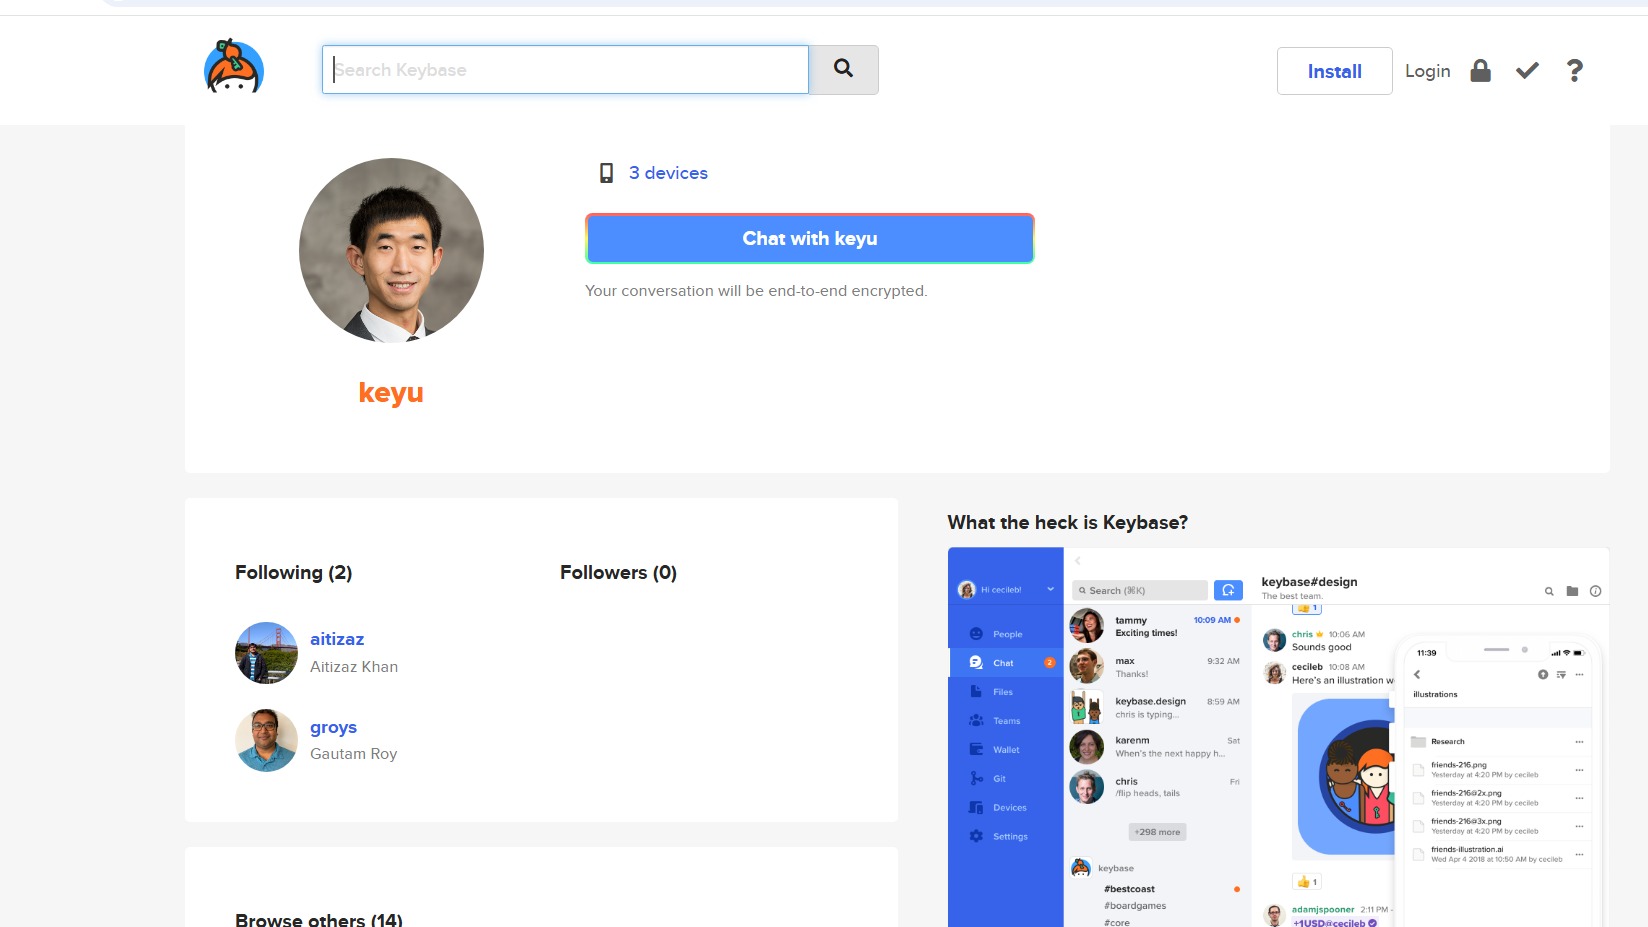 Search Keybase
Install
Login
?
3 devices
Chat with keyu
Your conversation will be end-to-end encrypted.
keyu
Following (2)
Followers (0)
aitizaz
Aitizaz Khan
groys
Gautam Roy
Browse others (14)
What the heck is Keybase?
Hi cecileb!
People
Chat
2
Files
Teams
Wallet
Git
Devices
Settings
Search (⌘K)
tammy
10:09 AM
Exciting times!
max
9:32 AM
Thanks!
keybase.design
8:59 AM
chris is typing...
karenm
Sat
When's the next happy h...
chris
Fri
/flip heads, tails
+298 more
keybase
#bestcoast
#boardgames
#core
keybase#design
The best team.
1
chris
10:06 AM
Sounds good
cecileb
10:08 AM
Here's an illustration w
1
adamjspooner
2:11 PM -
+1USD@cecileb
11:39
illustrations
Research
friends-216.png
Yesterday at 4:20 PM by cecileb
friends-216@2x.png
Yesterday at 4:20 PM by cecileb
friends-216@3x.png
Yesterday at 4:20 PM by cecileb
friends-illustration.ai
Wed Apr 4 2018 at 10:50 AM by cecileb